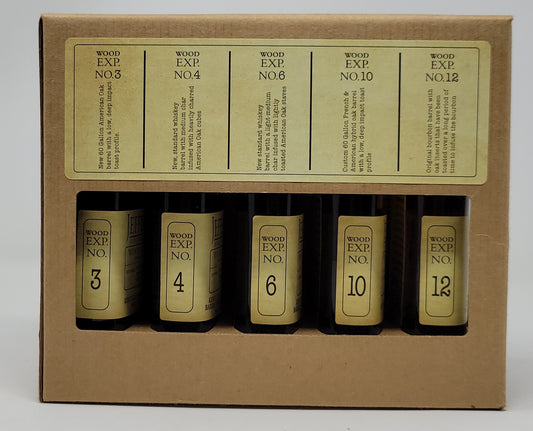 WOOD
EXP.
NO.3
New 60 Gallon American Oak
barrel with a low, deep impact
toast profile.
WOOD
EXP.
NO.4
New, standard whiskey
barrel with medium char
infused with heavily charred
American Oak cubes
WOOD
EXP.
NO.6
New standard whiskey
barrel with a light-medium
char infused with lightly
toasted American Oak staves
WOOD
EXP.
NO.10
Custom 60 Gallon French &
American hybrid oak barrel
with a low, deep impact toast
profile
WOOD
EXP.
NO.12
Original bourbon barrel with
oak inserts that have been
toasted over a long period of
time to infuse the bourbon
WOOD
EXP.
NO.
3
WOOD
EXP.
NO.
4
WOOD
EXP.
NO.
6
WOOD
EXP.
NO.
10
WOOD
EXP.
NO.
12